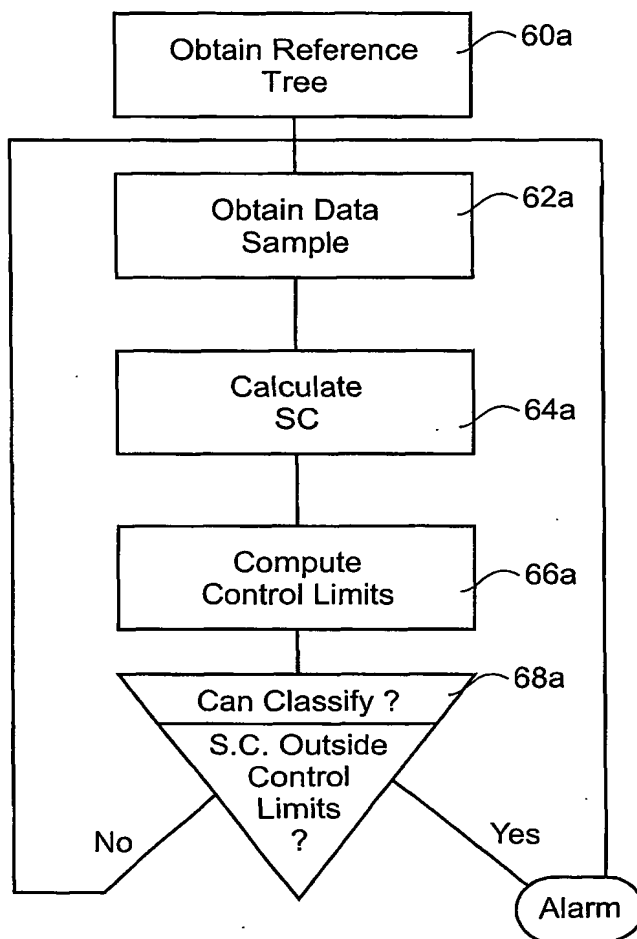 Obtain Reference
Tree
60a
Obtain Data
Sample
62a
Calculate
SC
64a
Compute
Control Limits
66a
Can Classify ?
68a
S.C. Outside
Control
Limits
?
No
Yes
Alarm